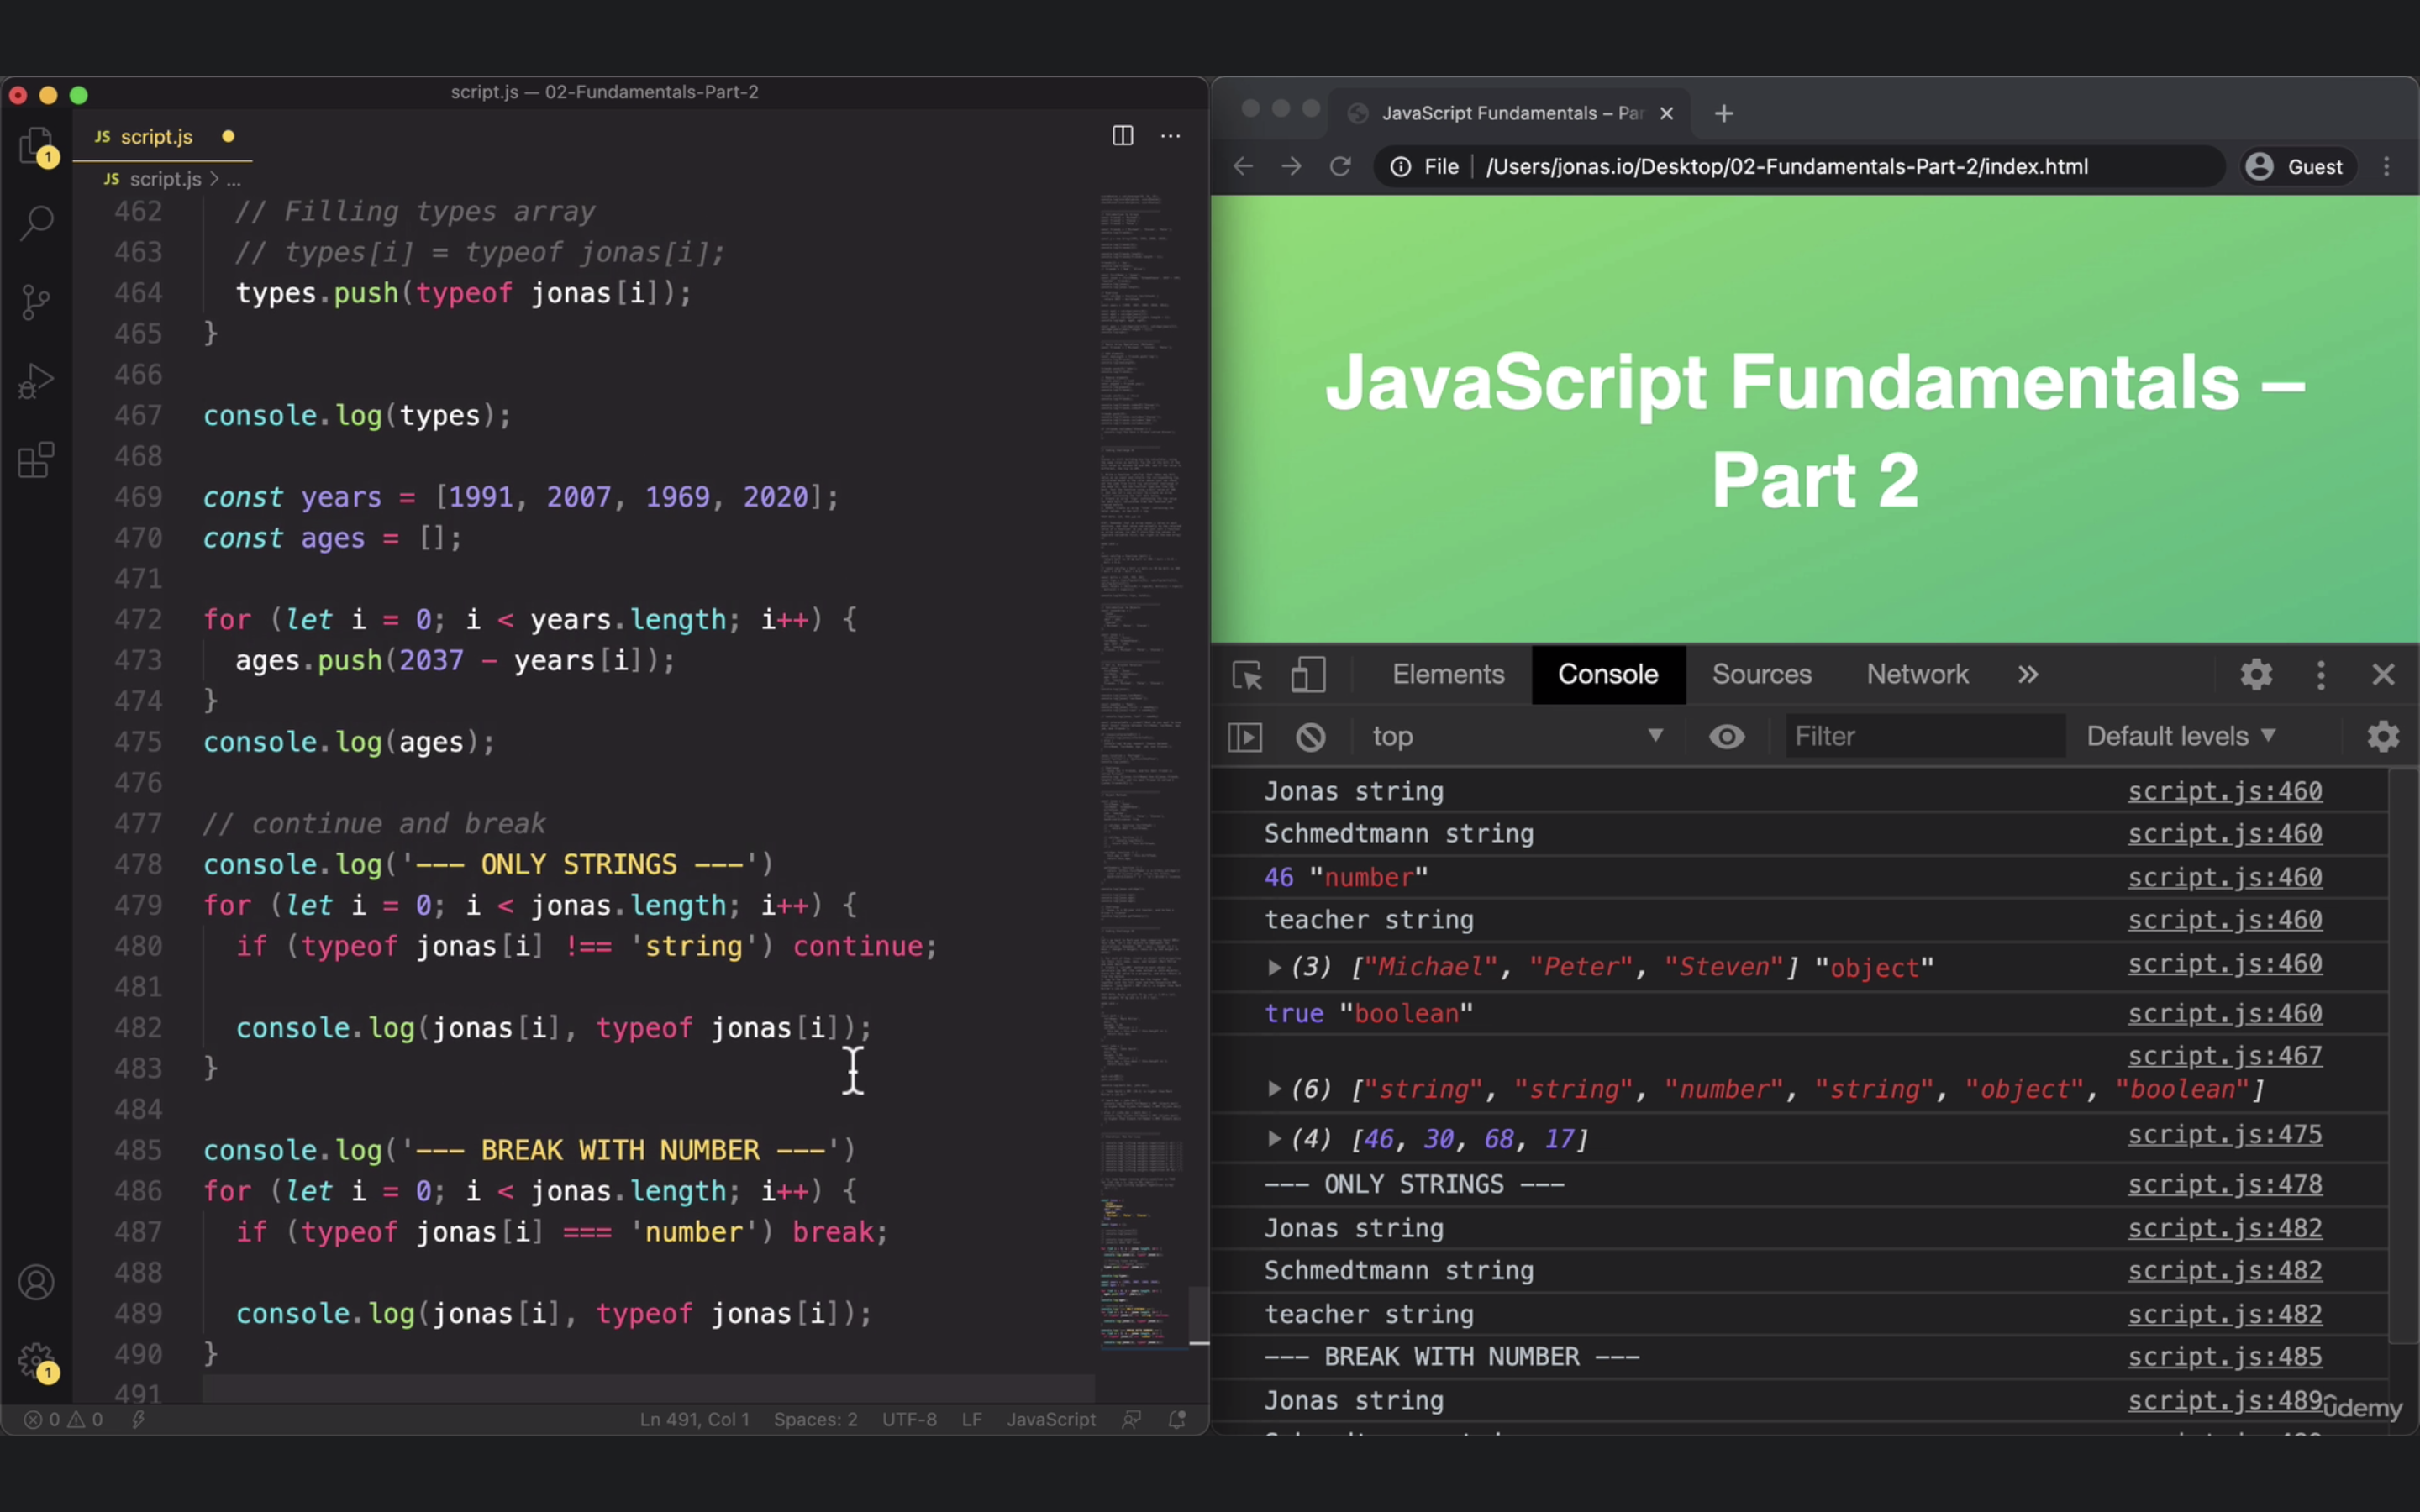 script.js — 02-Fundamentals-Part-2
JS script.js
1
JS script.js > ...
462 // Filling types array
463 // types[i] = typeof jonas[i];
464 types.push(typeof jonas[i]);
465 }
466
467 console.log(types);
468
469 const years = [1991, 2007, 1969, 2020];
470 const ages = [];
471
472 for (let i = 0; i < years.length; i++) {
473 ages.push(2037 - years[i]);
474 }
475 console.log(ages);
476
477 // continue and break
478 console.log('--- ONLY STRINGS ---')
479 for (let i = 0; i < jonas.length; i++) {
480 if (typeof jonas[i] !== 'string') continue;
481
482 console.log(jonas[i], typeof jonas[i]);
483 }
484
485 console.log('--- BREAK WITH NUMBER ---')
486 for (let i = 0; i < jonas.length; i++) {
487 if (typeof jonas[i] === 'number') break;
488
489 console.log(jonas[i], typeof jonas[i]);
490 }
491
1
0 0 Ln 491, Col 1 Spaces: 2 UTF-8 LF JavaScript
JavaScript Fundamentals – Par
File /Users/jonas.io/Desktop/02-Fundamentals-Part-2/index.html Guest
JavaScript Fundamentals –
Part 2
Elements Console Sources Network »
top Filter Default levels
Jonas string script.js:460
Schmedtmann string script.js:460
46 "number" script.js:460
teacher string script.js:460
(3) ["Michael", "Peter", "Steven"] "object" script.js:460
true "boolean" script.js:460
script.js:467
(6) ["string", "string", "number", "string", "object", "boolean"]
(4) [46, 30, 68, 17] script.js:475
--- ONLY STRINGS --- script.js:478
Jonas string script.js:482
Schmedtmann string script.js:482
teacher string script.js:482
--- BREAK WITH NUMBER --- script.js:485
Jonas string script.js:489
udemy